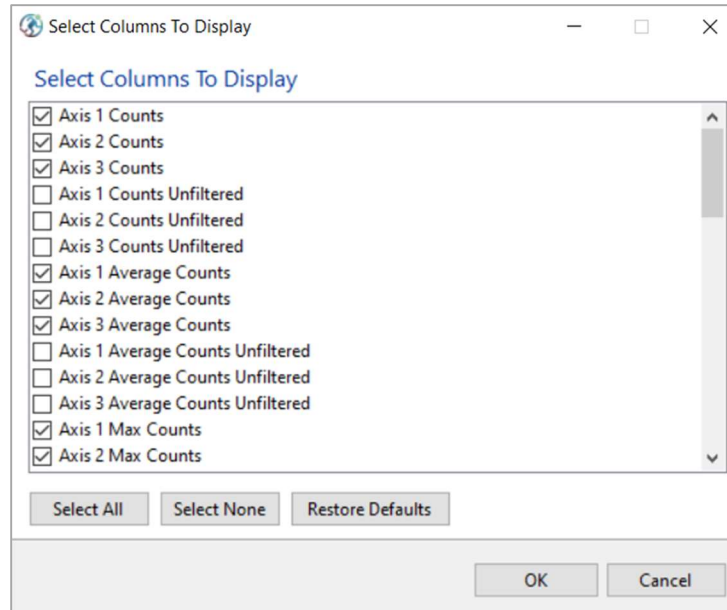 Select Columns To Display
Select Columns To Display
Axis 1 Counts
Axis 2 Counts
Axis 3 Counts
Axis 1 Counts Unfiltered
Axis 2 Counts Unfiltered
Axis 3 Counts Unfiltered
Axis 1 Average Counts
Axis 2 Average Counts
Axis 3 Average Counts
Axis 1 Average Counts Unfiltered
Axis 2 Average Counts Unfiltered
Axis 3 Average Counts Unfiltered
Axis 1 Max Counts
Axis 2 Max Counts
Select All Select None Restore Defaults
OK Cancel